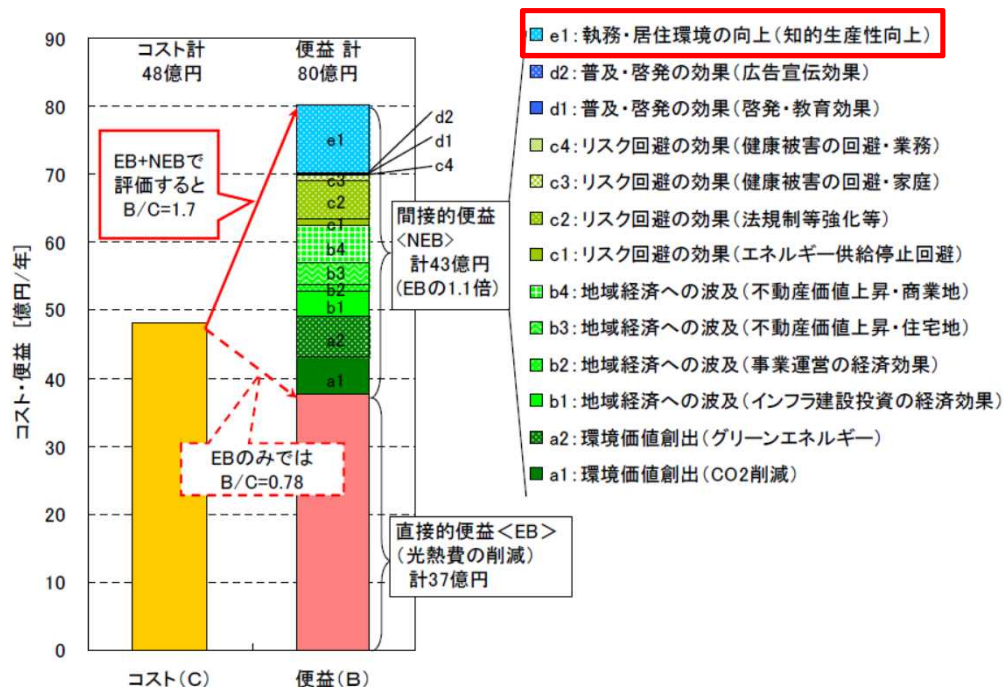 コスト・便益 [億円/年]
90
80
70
60
50
40
30
20
10
0
コスト計
48億円
便益 計
80億円
EB+NEBで
評価すると
B/C=1.7
EBのみでは
B/C=0.78
e1
c3
c2
c1
b4
b3
b2
b1
a2
a1
d2
d1
c4
間接的便益
<NEB>
計43億円
(EBの1.1倍)
直接的便益<EB>
(光熱費の削減)
計37億円
コスト(C)
便益(B)
e1:執務・居住環境の向上(知的生産性向上)
d2:普及・啓発の効果(広告宣伝効果)
d1:普及・啓発の効果(啓発・教育効果)
c4:リスク回避の効果(健康被害の回避・業務)
c3:リスク回避の効果(健康被害の回避・家庭)
c2:リスク回避の効果(法規制等強化等)
c1:リスク回避の効果(エネルギー供給停止回避)
b4:地域経済への波及(不動産価値上昇・商業地)
b3:地域経済への波及(不動産価値上昇・住宅地)
b2:地域経済への波及(事業運営の経済効果)
b1:地域経済への波及(インフラ建設投資の経済効果)
a2:環境価値創出(グリーンエネルギー)
a1:環境価値創出(CO2削減)